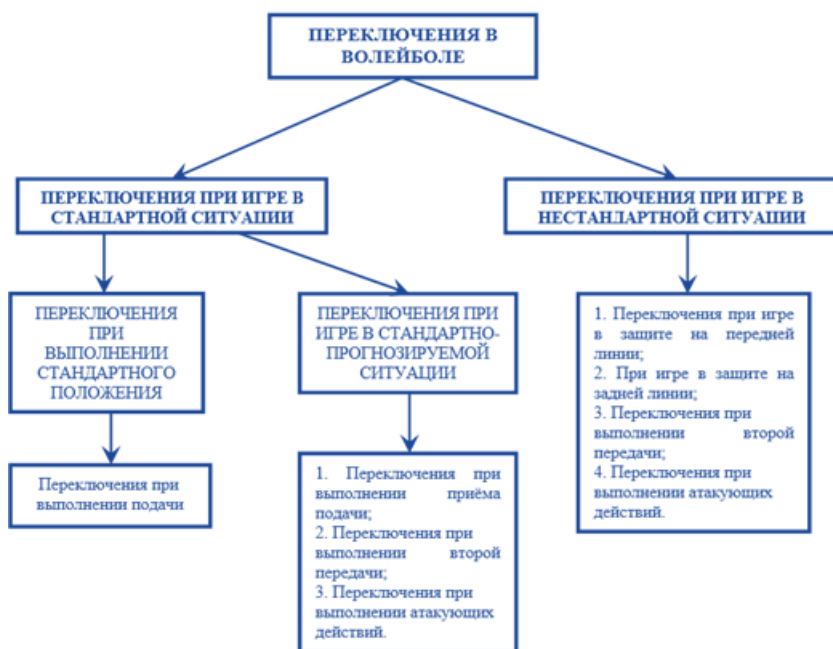 ПЕРЕКЛЮЧЕНИЯ В
ВОЛЕЙБОЛЕ
ПЕРЕКЛЮЧЕНИЯ ПРИ ИГРЕ В
СТАНДАРТНОЙ СИТУАЦИИ
ПЕРЕКЛЮЧЕНИЯ ПРИ ИГРЕ В
НЕСТАНДАРТНОЙ СИТУАЦИИ
ПЕРЕКЛЮЧЕНИЯ
ПРИ
ВЫПОЛНЕНИИ
СТАНДАРТНОГО
ПОЛОЖЕНИЯ
ПЕРЕКЛЮЧЕНИЯ ПРИ
ИГРЕ В СТАНДАРТНО-
ПРОГНОЗИРУЕМОЙ
СИТУАЦИИ
1. Переключения при игре
в защите на передней
линии;
2. При игре в защите на
задней линии;
3. Переключения при
выполнении второй
передачи;
4. Переключения при
выполнении атакующих
действий.
Переключения при
выполнении подачи
1. Переключения при
выполнении приёма
подачи;
2. Переключения при
выполнении второй
передачи;
3. Переключения при
выполнении атакующих
действий.